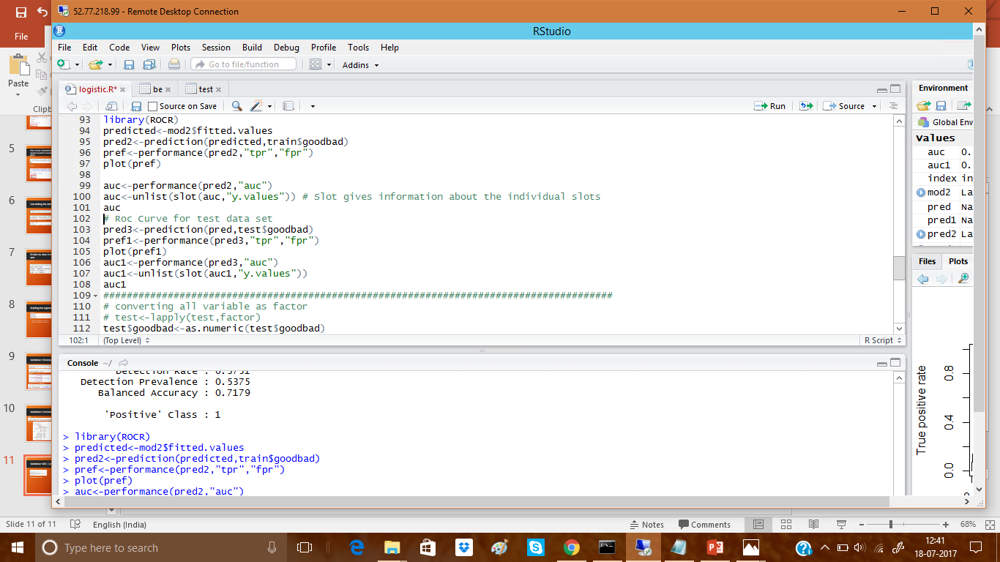 52.77.218.99 - Remote Desktop Connection
File
Paste
Clipb
RStudio
File Edit Code View Plots Session Build Debug Profile Tools Help
Go to file/function
Addins
logistic.R* be test
Source on Save
Run
Source
93 library(ROCR)
94 predicted<-mod2$fitted.values
95 pred2<-prediction(predicted,train$goodbad)
96 pref<-performance(pred2,"tpr","fpr")
97 plot(pref)
98
99 auc<-performance(pred2,"auc")
100 auc<-unlist(slot(auc,"y.values")) # Slot gives information about the individual slots
101 auc
102 # Roc Curve for test data set
103 pred3<-prediction(pred,test$goodbad)
104 pref1<-performance(pred3,"tpr","fpr")
105 plot(pref1)
106 auc1<-performance(pred3,"auc")
107 auc1<-unlist(slot(auc1,"y.values"))
108 auc1
109 #######################################################################################
110 # converting all variable as factor
111 # test<-lapply(test,factor)
112 test$goodbad<-as.numeric(test$goodbad)
102:1 (Top Level) R Script
Console ~/
Detection Rate : 0.3751
Detection Prevalence : 0.5375
Balanced Accuracy : 0.7179
'Positive' Class : 1
> library(ROCR)
> predicted<-mod2$fitted.values
> pred2<-prediction(predicted,train$goodbad)
> pref<-performance(pred2,"tpr","fpr")
> plot(pref)
> auc<-performance(pred2,"auc")
Environment
Global Env
Values
auc 0.
auc1 0.
index in
mod2 La
pred Na
pred1 Na
pred2 La
Files Plots
True positive rate
0.8
0.4
0.0
5
6
7
8
9
10
11
Slide 11 of 11 English (India) Notes Comments 68%
Type here to search
12:41
18-07-2017